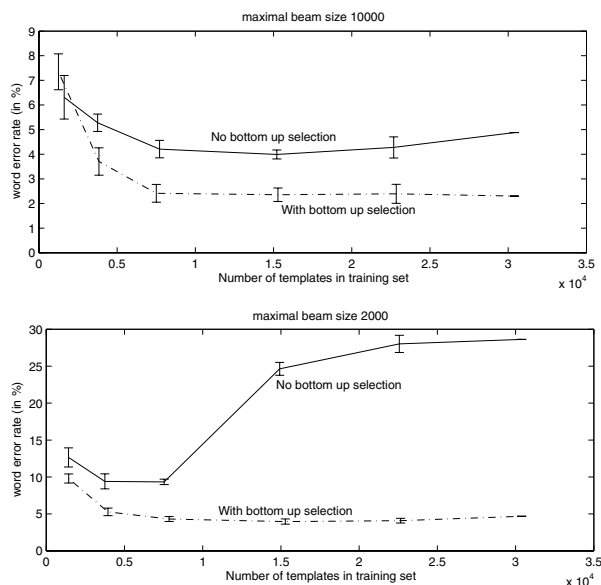 maximal beam size 10000
word error rate (in %)
9
8
7
6
5
4
3
2
1
0
No bottom up selection
With bottom up selection
0 0.5 1 1.5 2 2.5 3 3.5
Number of templates in training set
x 10^4
maximal beam size 2000
word error rate (in %)
30
25
20
15
10
5
0
No bottom up selection
With bottom up selection
0 0.5 1 1.5 2 2.5 3 3.5
Number of templates in training set
x 10^4